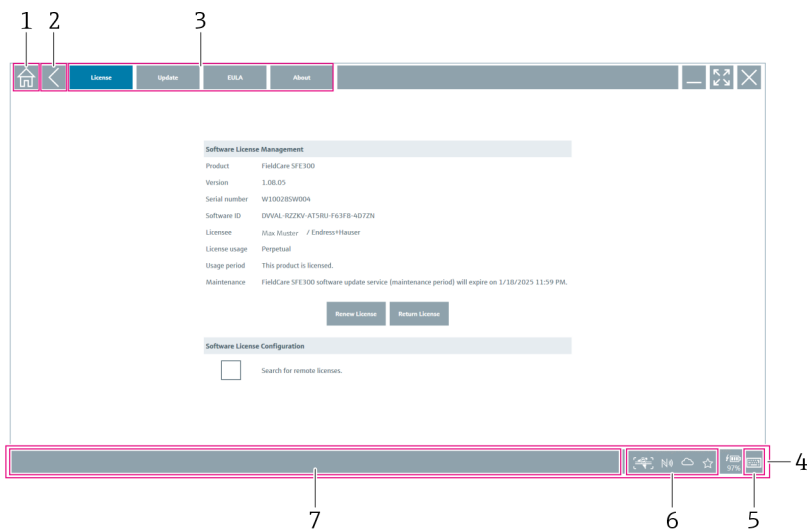 1 2 3
License Update EULA About
Software License Management
Product FieldCare SFE300
Version 1.08.05
Serial number W10028SW004
Software ID DVVAL-RZZKV-AT5RU-F63FB-4D7ZN
Licensee Max Muster / Endress+Hauser
License usage Perpetual
Usage period This product is licensed.
Maintenance FieldCare SFE300 software update service (maintenance period) will expire on 1/18/2025 11:59 PM.
Renew License Return License
Software License Configuration
Search for remote licenses.
N
97%
4
7 6 5